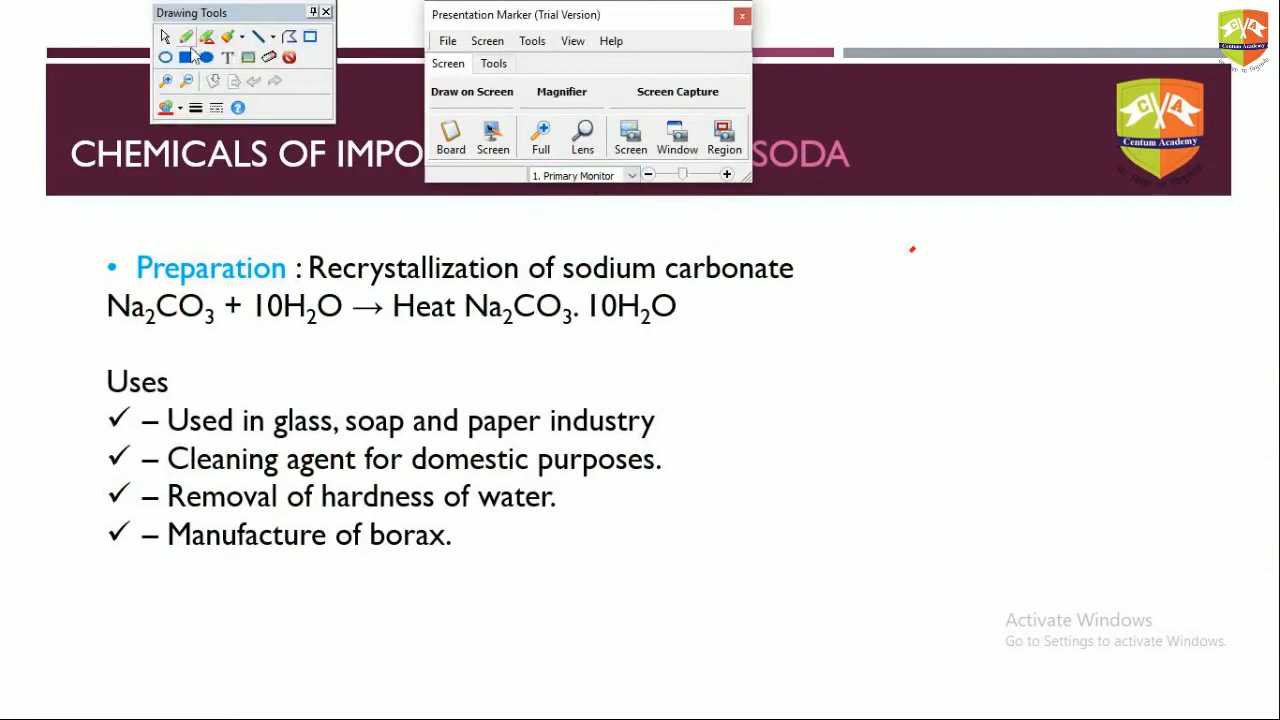 Drawing Tools
Presentation Marker (Trial Version)
File Screen Tools View Help
Screen Tools
Draw on Screen Magnifier Screen Capture
Board Screen Full Lens Screen Window Region
1. Primary Monitor
Centum Academy
CHEMICALS OF IMPO SODA
C A
Centum Academy
• Preparation : Recrystallization of sodium carbonate
Na₂CO₃ + 10H₂O → Heat Na₂CO₃. 10H₂O
Uses
✓ – Used in glass, soap and paper industry
✓ – Cleaning agent for domestic purposes.
✓ – Removal of hardness of water.
✓ – Manufacture of borax.
Activate Windows
Go to Settings to activate Windows.